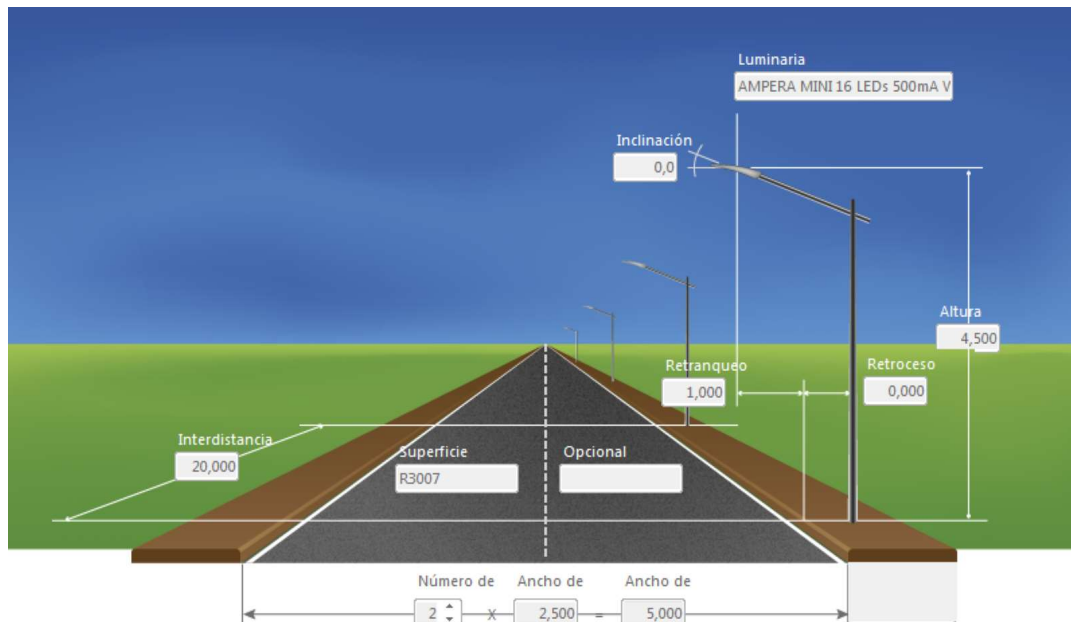 Luminaria
AMPERA MINI 16 LEDs 500mA V
Inclinación
0,0
Altura
4,500
Retranqueo
1,000
Retroceso
0,000
Interdistancia
20,000
Superficie
R3007
Opcional
Número de
Ancho de
Ancho de
2 x 2,500 = 5,000